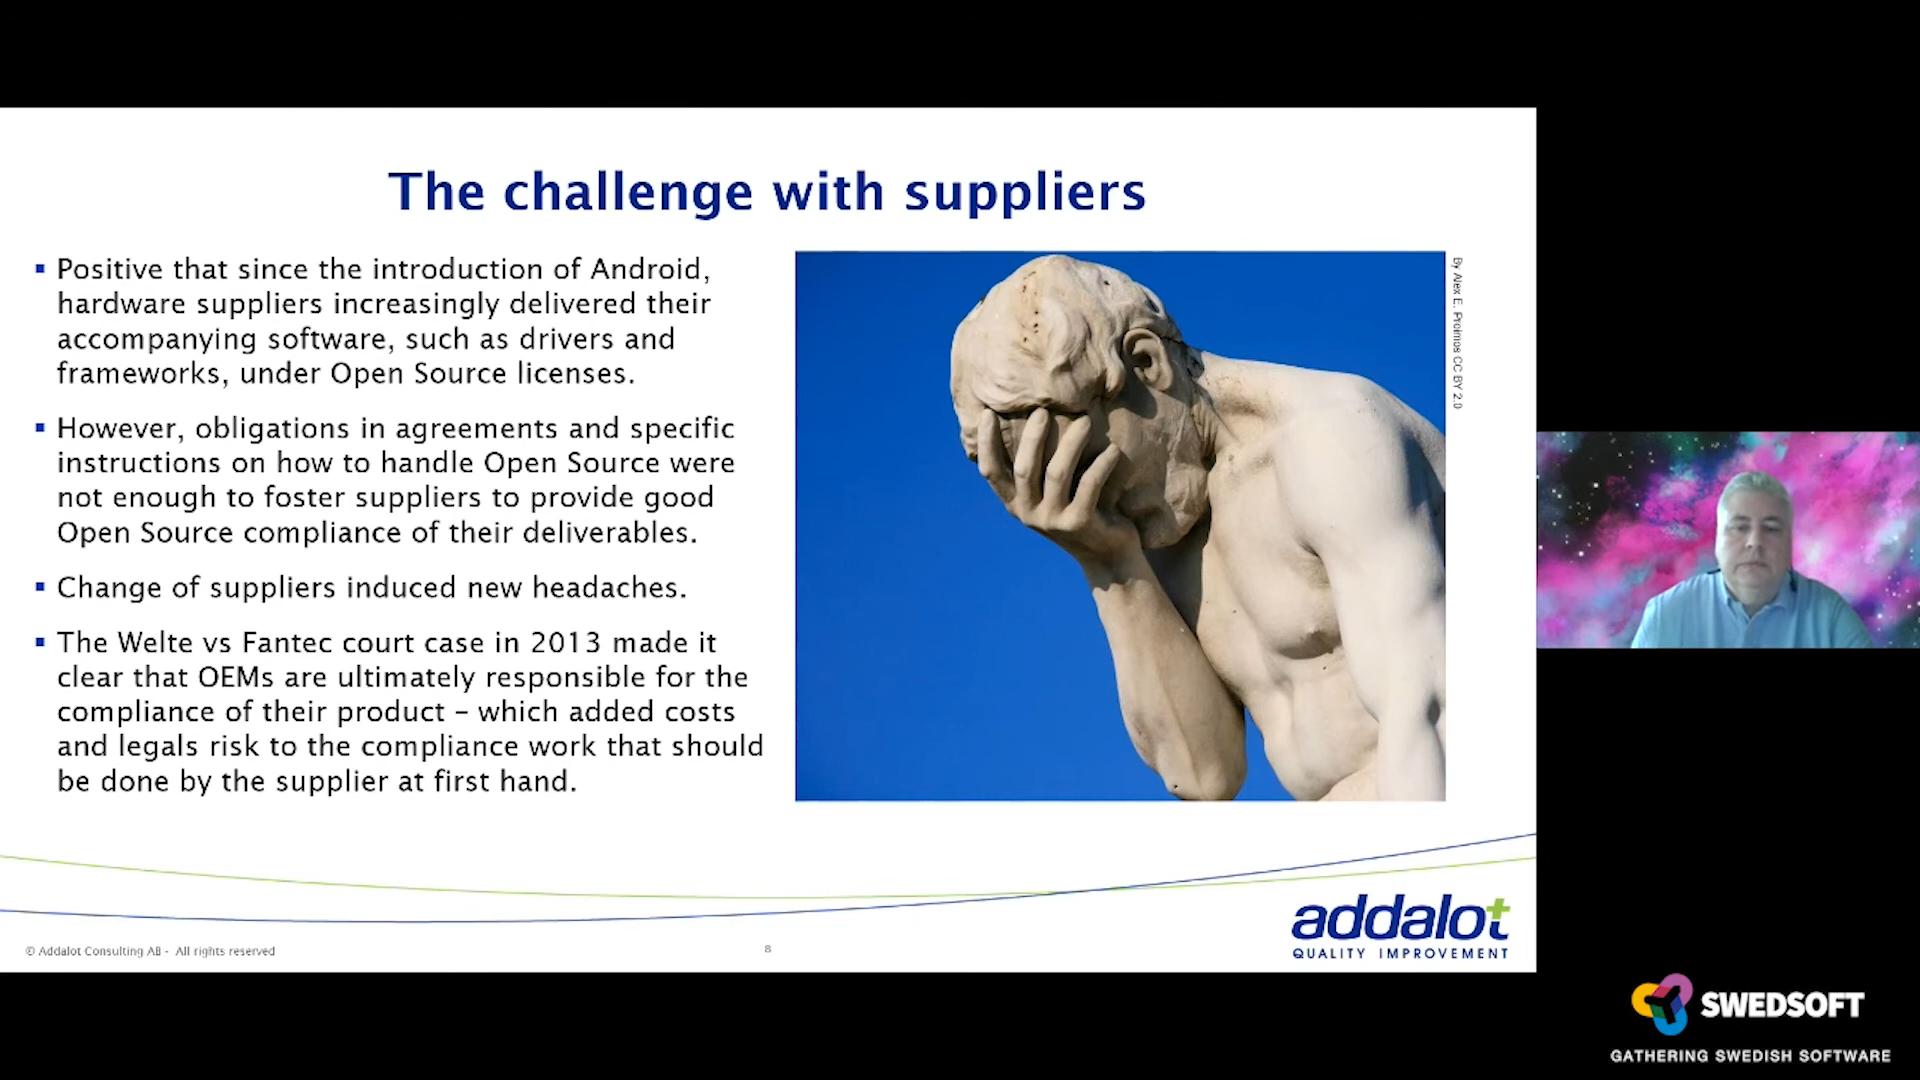 The challenge with suppliers
▪ Positive that since the introduction of Android,
hardware suppliers increasingly delivered their
accompanying software, such as drivers and
frameworks, under Open Source licenses.
▪ However, obligations in agreements and specific
instructions on how to handle Open Source were
not enough to foster suppliers to provide good
Open Source compliance of their deliverables.
▪ Change of suppliers induced new headaches.
▪ The Welte vs Fantec court case in 2013 made it
clear that OEMs are ultimately responsible for the
compliance of their product – which added costs
and legals risk to the compliance work that should
be done by the supplier at first hand.
By Alex E. Proimos CC BY 2.0
© Addalot Consulting AB - All rights reserved
8
addalot
QUALITY IMPROVEMENT
SWEDSOFT
GATHERING SWEDISH SOFTWARE